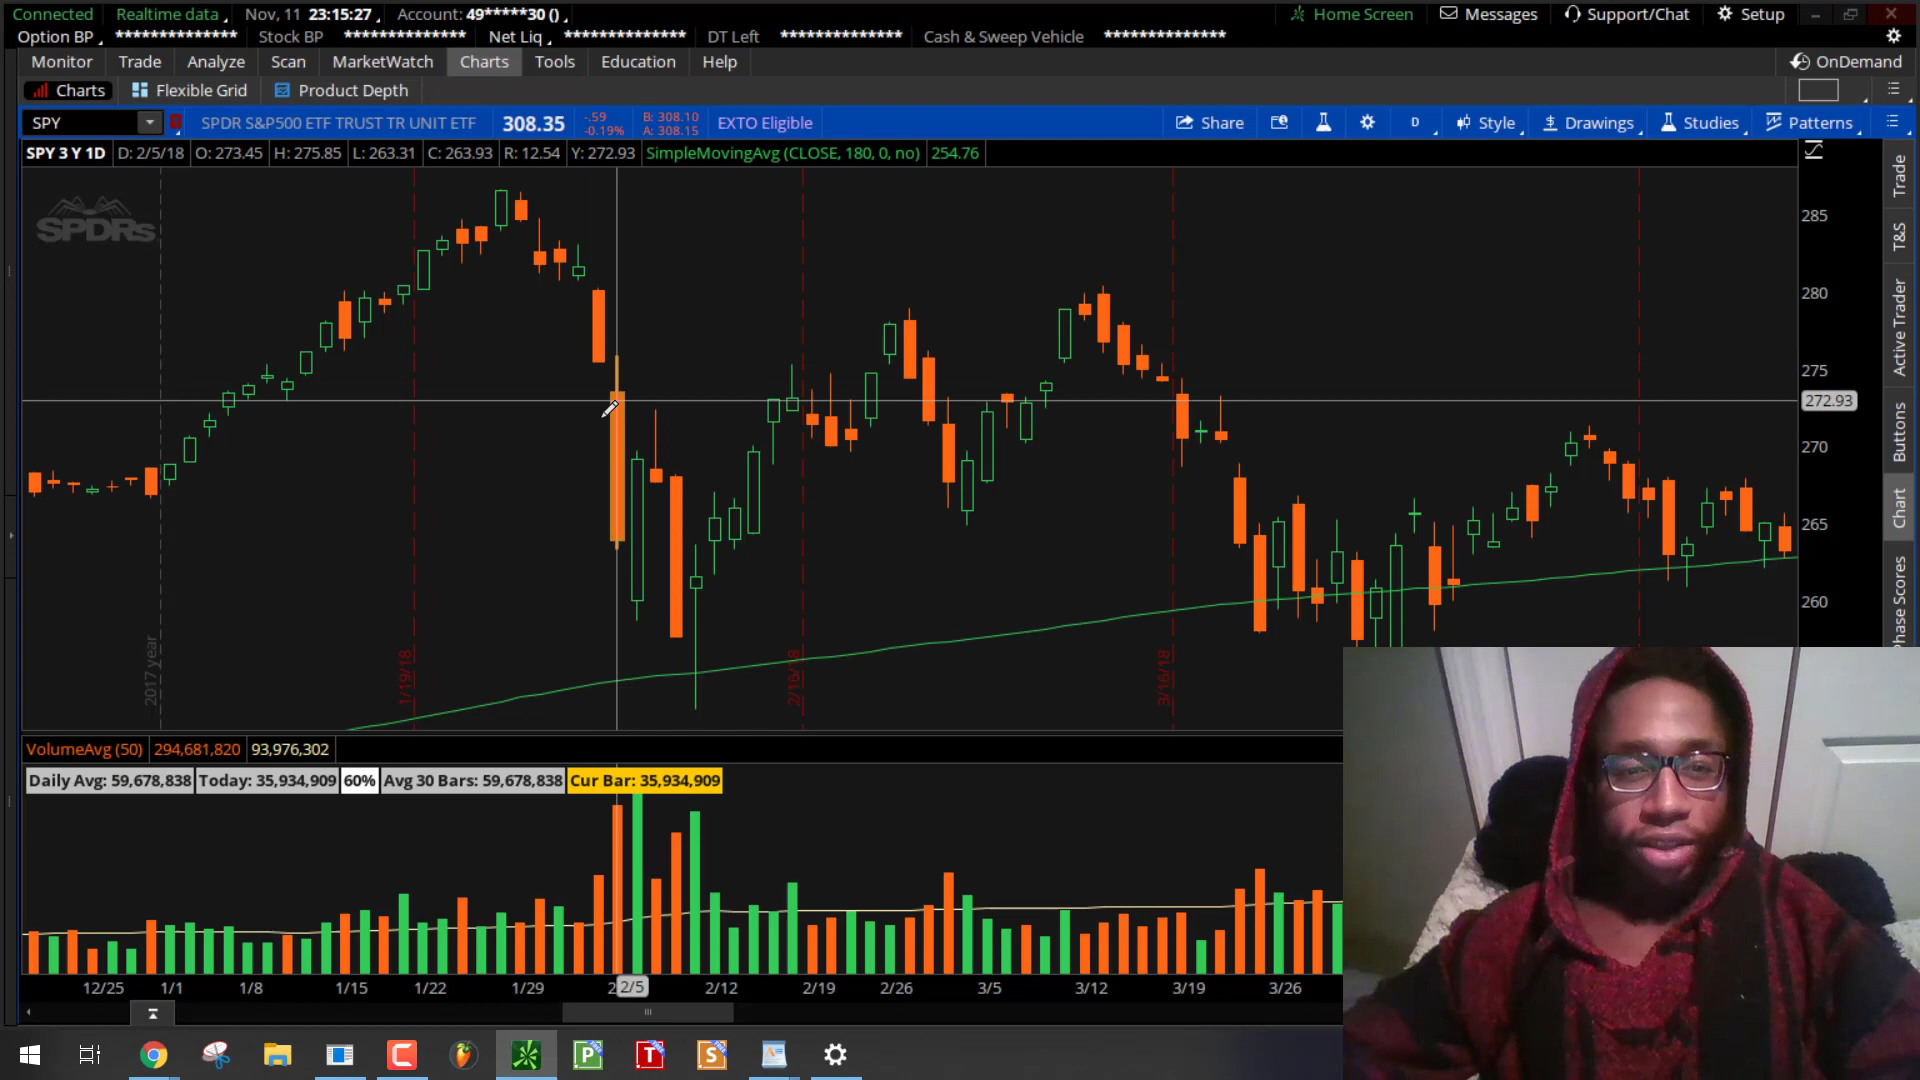 Connected Realtime data Nov, 11 23:15:27 Account: 49*****30 () Home Screen Messages Support/Chat Setup
Option BP ************** Stock BP ************** Net Liq ************** DT Left ************** Cash & Sweep Vehicle **************
Monitor Trade Analyze Scan MarketWatch Charts Tools Education Help OnDemand
Charts Flexible Grid Product Depth
SPY SPDR S&P500 ETF TRUST TR UNIT ETF 308.35 -.59 -0.19% B: 308.10 A: 308.15 EXTO Eligible Share D Style Drawings Studies Patterns
SPY 3 Y 1D D: 2/5/18 O: 273.45 H: 275.85 L: 263.31 C: 263.93 R: 12.54 Y: 272.93 SimpleMovingAvg (CLOSE, 180, 0, no) 254.76
SPDRs
285
280
275
272.93
270
265
260
2017 year
1/19/18
2/16/18
3/16/18
Trade
T&S
Active Trader
Buttons
Chart
Phase Scores
VolumeAvg (50) 294,681,820 93,976,302
Daily Avg: 59,678,838 Today: 35,934,909 60% Avg 30 Bars: 59,678,838 Cur Bar: 35,934,909
12/25 1/1 1/8 1/15 1/22 1/29 2/5 2/12 2/19 2/26 3/5 3/12 3/19 3/26
P T S